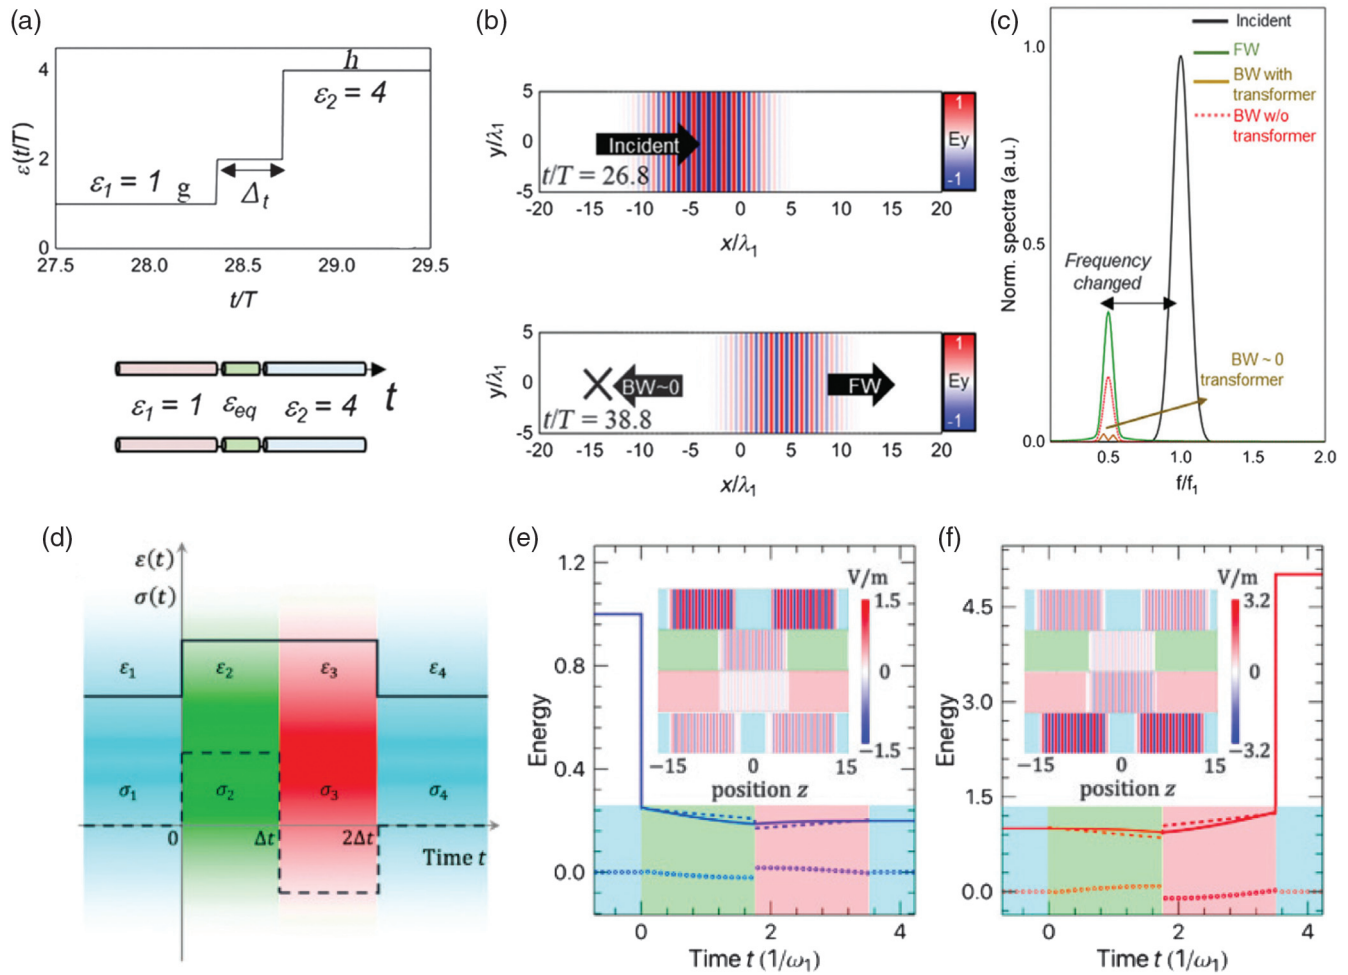 (a)
ε(t/T)
4
2
0
h
ε₂ = 4
ε₁ = 1 g
Δt
27.5 28.0 28.5 29.0 29.5
t/T
t
ε₁ = 1 εeq ε₂ = 4
(b)
y/λ₁
5
0
-5
Incident
t/T = 26.8
1
Ey
-1
-20 -15 -10 -5 0 5 10 15 20
x/λ₁
y/λ₁
5
0
-5
BW~0
FW
t/T = 38.8
1
Ey
-1
-20 -15 -10 -5 0 5 10 15 20
x/λ₁
(c)
Norm. spectra (a.u.)
1.0
0.5
0.0
Incident
FW
BW with
transformer
BW w/o
transformer
Frequency
changed
BW ~ 0
transformer
0.5 1.0 1.5 2.0
f/f₁
(d)
ε(t)
σ(t)
ε₁ ε₂ ε₃ ε₄
σ₁ σ₂ σ₃ σ₄
0 Δt 2Δt
Time t
(e)
Energy
1.2
0.8
0.4
0.0
V/m
1.5
0
−1.5
−15 0 15
position z
0 2 4
Time t (1/ω₁)
(f)
Energy
4.5
3.0
1.5
0.0
V/m
3.2
0
−3.2
−15 0 15
position z
0 2 4
Time t (1/ω₁)